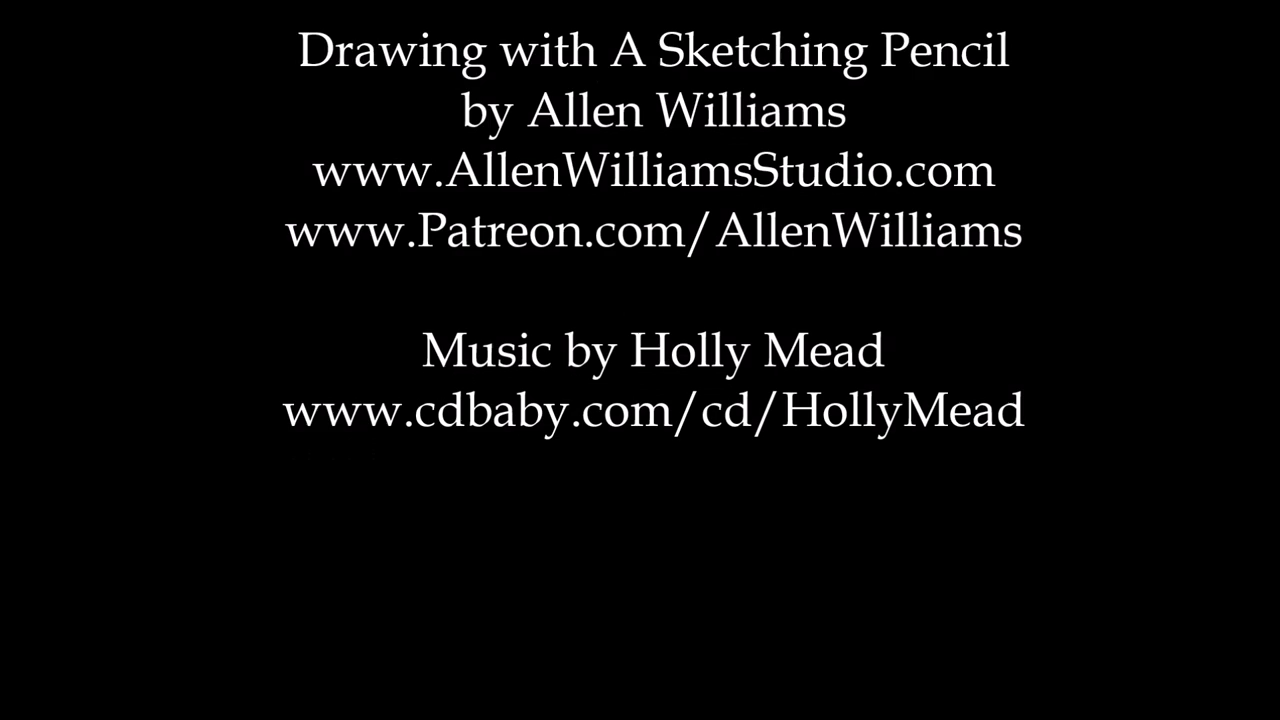 Drawing with A Sketching Pencil
by Allen Williams
www.AllenWilliamsStudio.com
www.Patreon.com/AllenWilliams
Music by Holly Mead
www.cdbaby.com/cd/HollyMead